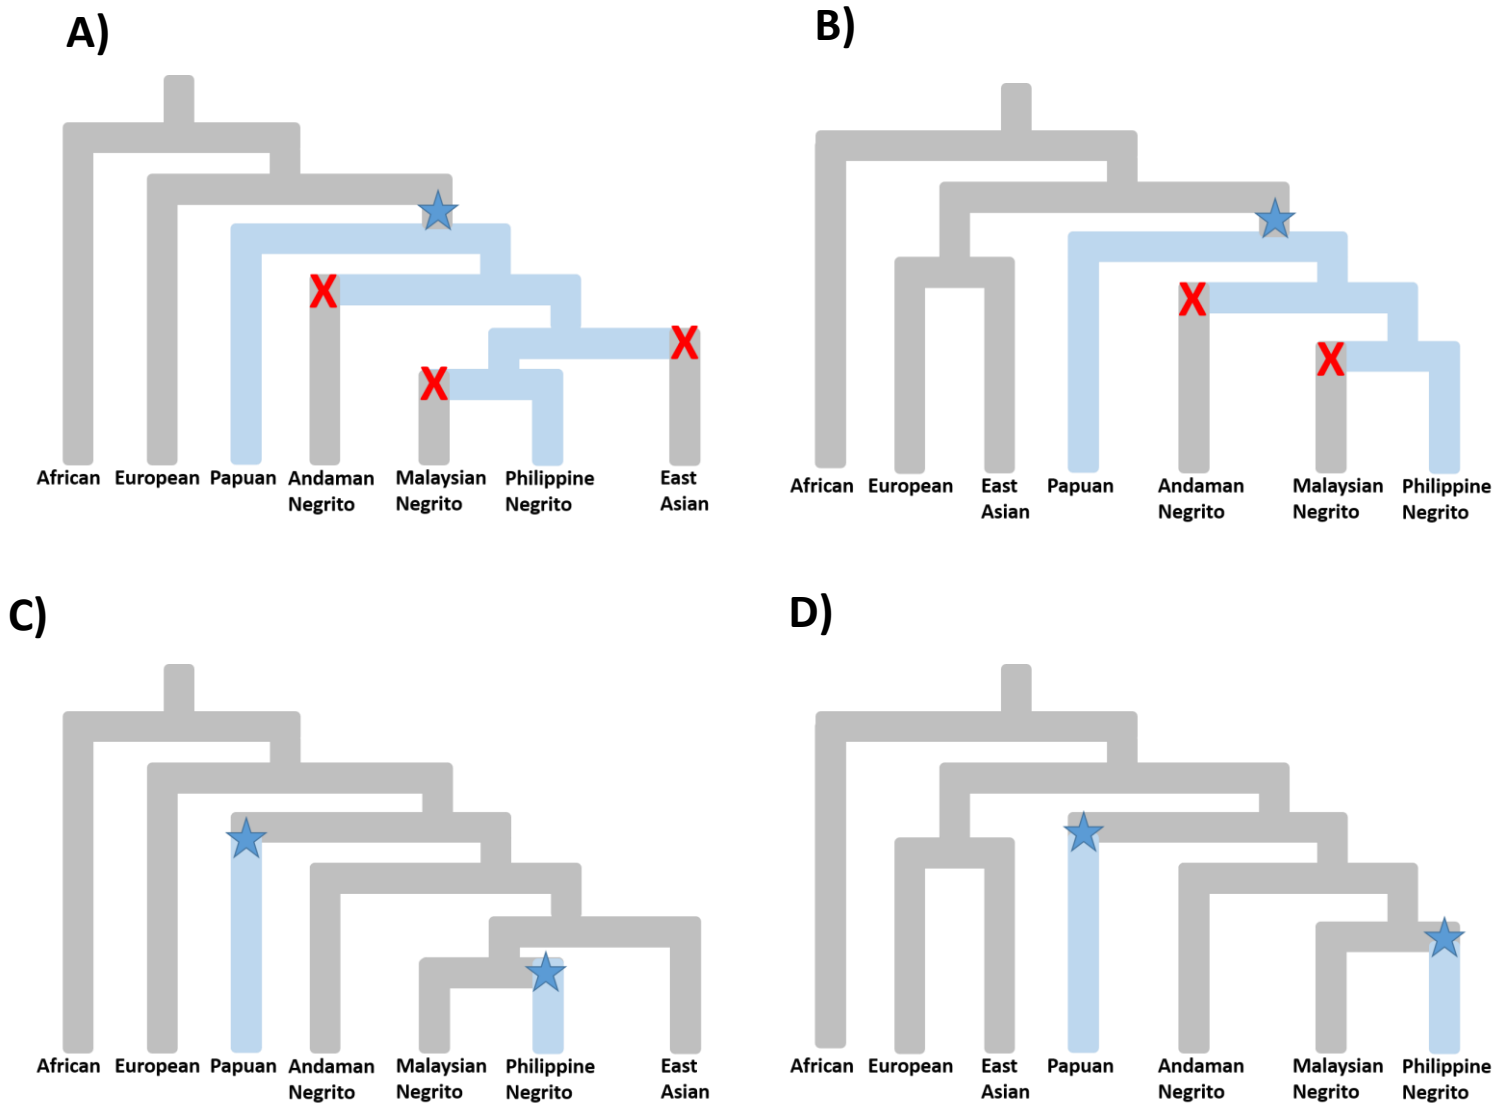 A)
B)
X
X
X
African European Papuan Andaman Malaysian Philippine East
Negrito Negrito Negrito Asian
X
X
African European East Papuan Andaman Malaysian Philippine
Asian Negrito Negrito Negrito
C)
D)
African European Papuan Andaman Malaysian Philippine East
Negrito Negrito Negrito Asian
African European East Papuan Andaman Malaysian Philippine
Asian Negrito Negrito Negrito